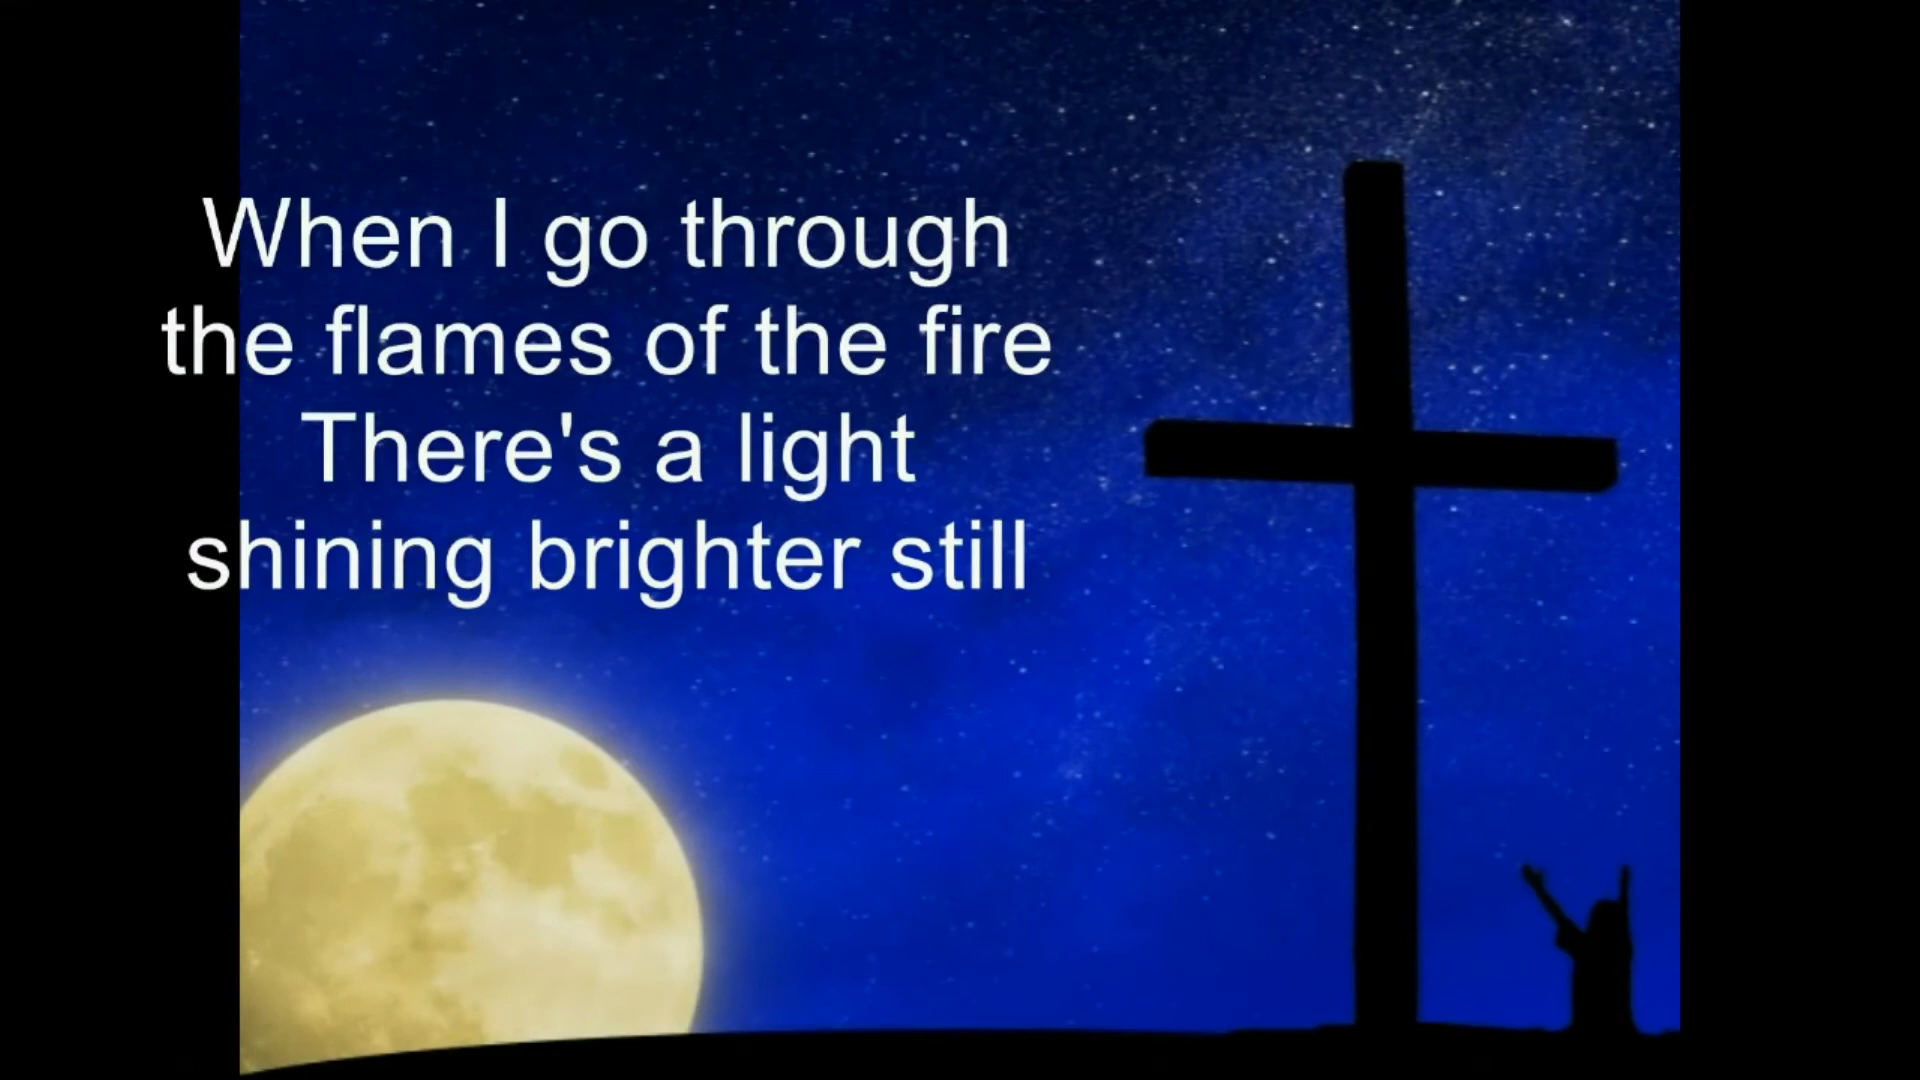 When I go through
the flames of the fire
There's a light
shining brighter still